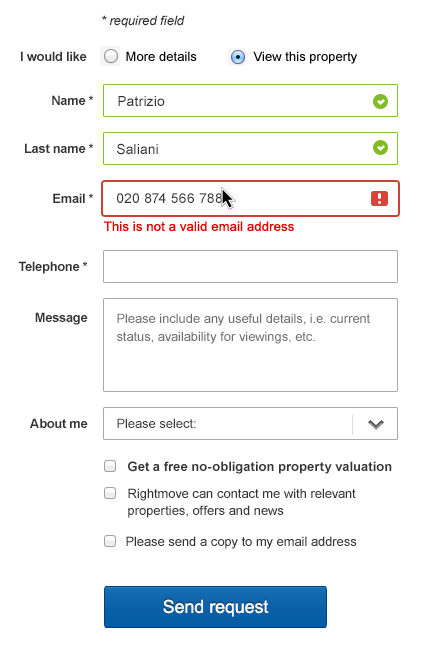 * required field
I would like More details View this property
Name * Patrizio
Last name * Saliani
Email * 020 874 566 788
This is not a valid email address
Telephone *
Message Please include any useful details, i.e. current
status, availability for viewings, etc.
About me Please select:
Get a free no-obligation property valuation
Rightmove can contact me with relevant
properties, offers and news
Please send a copy to my email address
Send request